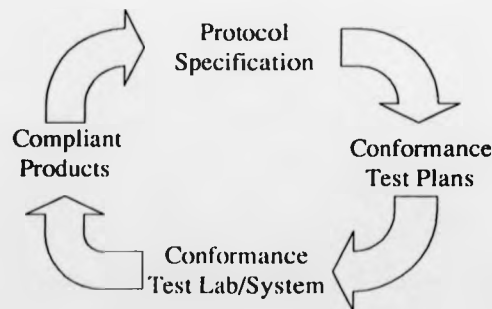 Protocol
Specification
Conformance
Test Plans
Conformance
Test Lab/System
Compliant
Products